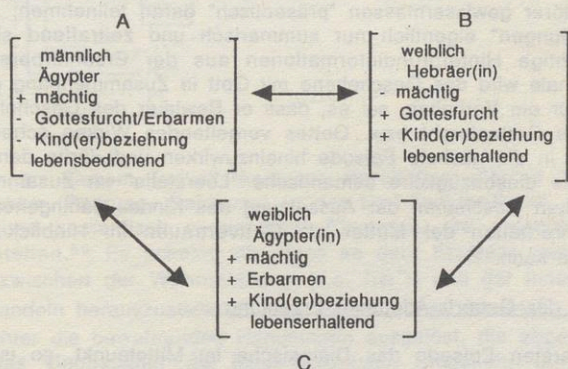 A
männlich
Ägypter
mächtig
- Gottesfurcht/Erbarmen
- Kind(er)beziehung
lebensbedrohend
B
weiblich
Hebräer(in)
- mächtig
+ Gottesfurcht
+ Kind(er)beziehung
lebenserhaltend
weiblich
Ägypter(in)
+ mächtig
+ Erbarmen
+ Kind(er)beziehung
lebenserhaltend
C